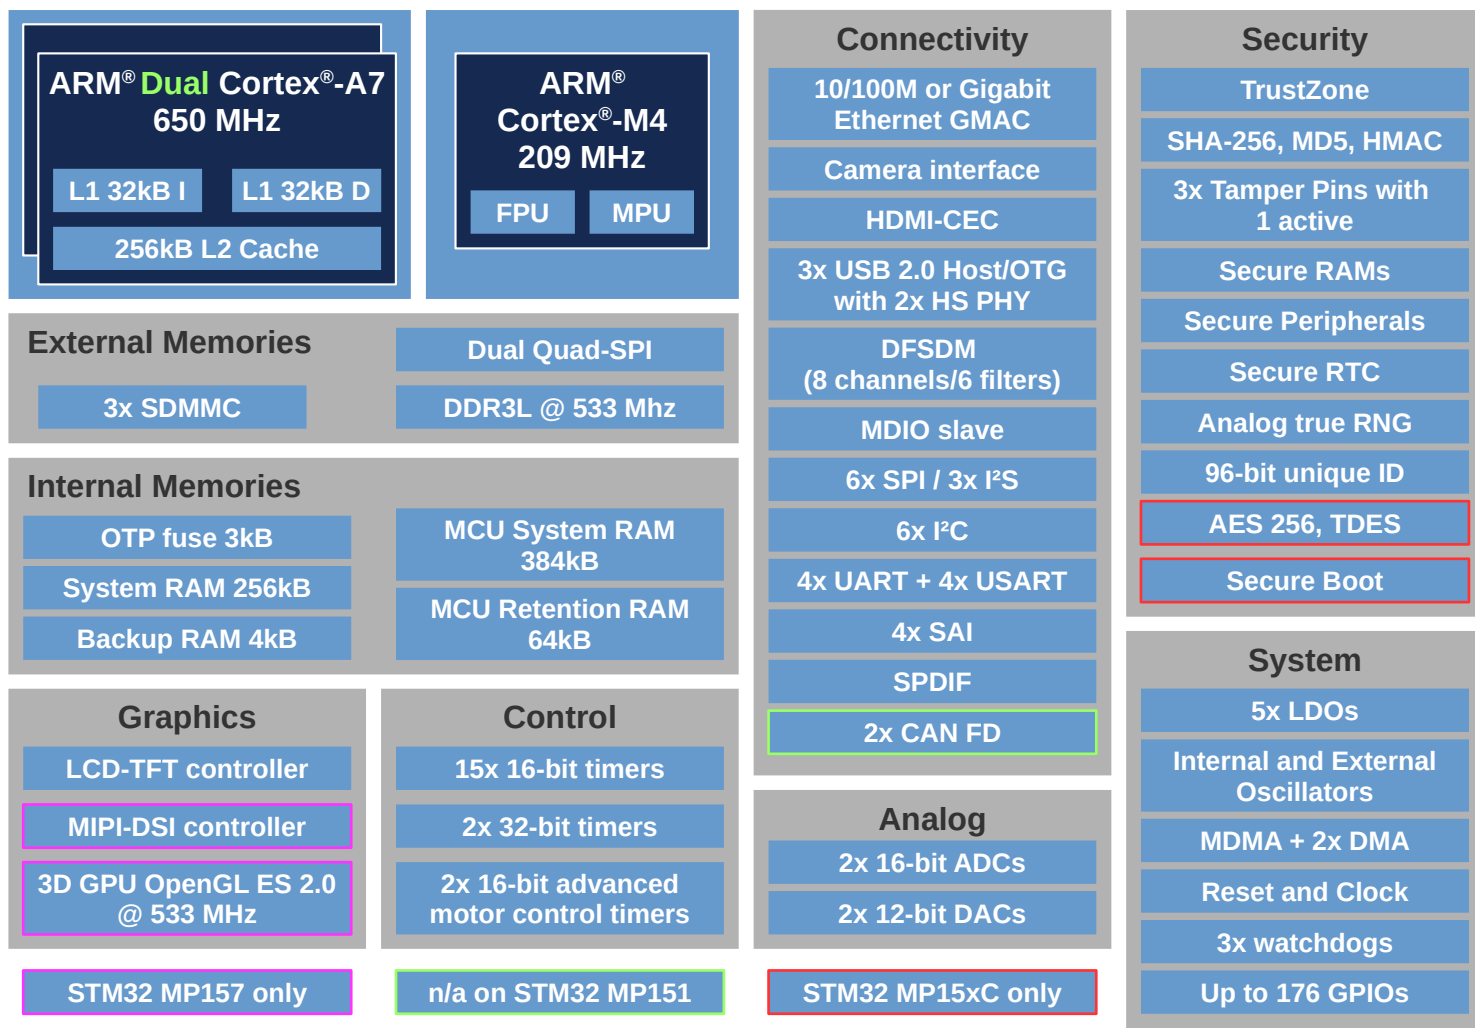 ARM® Dual Cortex®-A7
650 MHz
L1 32kB I
L1 32kB D
256kB L2 Cache
ARM®
Cortex®-M4
209 MHz
FPU
MPU
External Memories
Dual Quad-SPI
3x SDMMC
DDR3L @ 533 Mhz
Internal Memories
OTP fuse 3kB
System RAM 256kB
Backup RAM 4kB
MCU System RAM
384kB
MCU Retention RAM
64kB
Graphics
LCD-TFT controller
MIPI-DSI controller
3D GPU OpenGL ES 2.0
@ 533 MHz
Control
15x 16-bit timers
2x 32-bit timers
2x 16-bit advanced
motor control timers
Connectivity
10/100M or Gigabit
Ethernet GMAC
Camera interface
HDMI-CEC
3x USB 2.0 Host/OTG
with 2x HS PHY
DFSDM
(8 channels/6 filters)
MDIO slave
6x SPI / 3x I²S
6x I²C
4x UART + 4x USART
4x SAI
SPDIF
2x CAN FD
Analog
2x 16-bit ADCs
2x 12-bit DACs
Security
TrustZone
SHA-256, MD5, HMAC
3x Tamper Pins with
1 active
Secure RAMs
Secure Peripherals
Secure RTC
Analog true RNG
96-bit unique ID
AES 256, TDES
Secure Boot
System
5x LDOs
Internal and External
Oscillators
MDMA + 2x DMA
Reset and Clock
3x watchdogs
Up to 176 GPIOs
STM32 MP157 only
n/a on STM32 MP151
STM32 MP15xC only